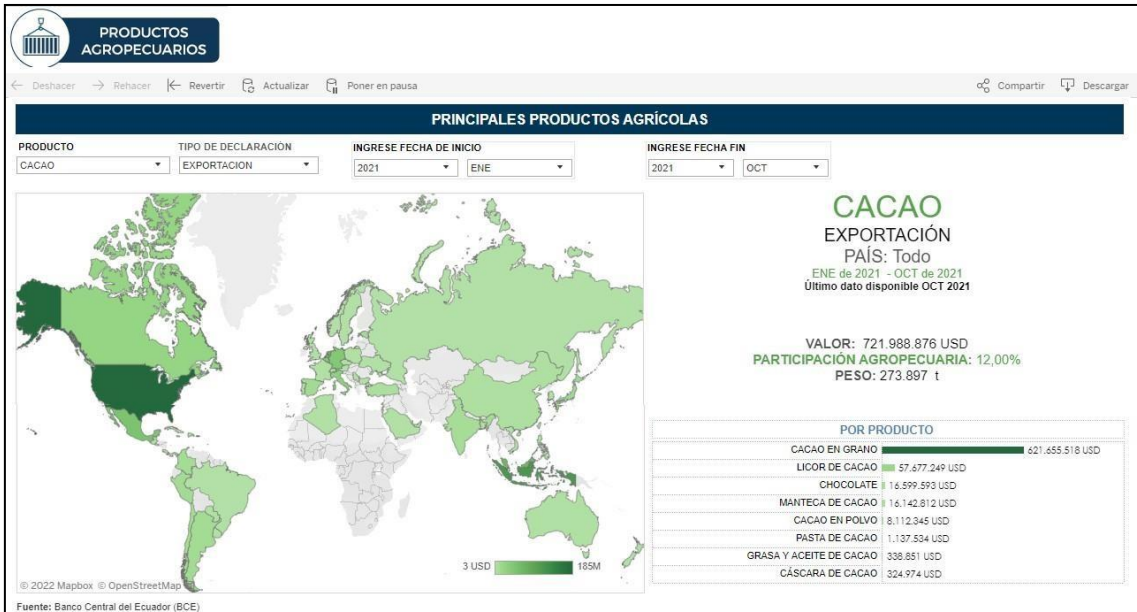 PRODUCTOS
AGROPECUARIOS
Deshacer Rehacer Revertir Actualizar Poner en pausa Compartir Descargar
PRINCIPALES PRODUCTOS AGRÍCOLAS
PRODUCTO TIPO DE DECLARACIÓN INGRESE FECHA DE INICIO INGRESE FECHA FIN
CACAO EXPORTACION 2021 ENE 2021 OCT
CACAO
EXPORTACIÓN
PAÍS: Todo
ENE de 2021 - OCT de 2021
Último dato disponible OCT 2021
VALOR: 721.988.876 USD
PARTICIPACIÓN AGROPECUARIA: 12,00%
PESO: 273.897 t
POR PRODUCTO
CACAO EN GRANO 621.655.518 USD
LICOR DE CACAO 57.677.249 USD
CHOCOLATE 16.599.593 USD
MANTECA DE CACAO 16.142.812 USD
CACAO EN POLVO 8.112.345 USD
PASTA DE CACAO 1.137.534 USD
GRASA Y ACEITE DE CACAO 338.851 USD
CÁSCARA DE CACAO 324.974 USD
3 USD 185M
© 2022 Mapbox © OpenStreetMap
Fuente: Banco Central del Ecuador (BCE)